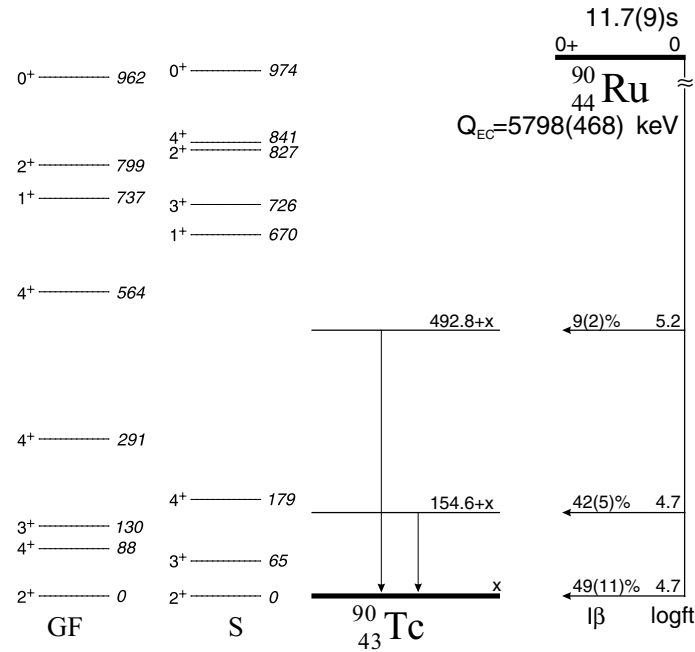 11.7(9)s
0+ 0
90 44 Ru
Q_EC=5798(468) keV
0⁺ 962
2⁺ 799
1⁺ 737
4⁺ 564
4⁺ 291
3⁺ 130
4⁺ 88
2⁺ 0
GF
0⁺ 974
4⁺ 841
2⁺ 827
3⁺ 726
1⁺ 670
4⁺ 179
3⁺ 65
2⁺ 0
S
492.8+x
154.6+x
x
90 43 Tc
9(2)% 5.2
42(5)% 4.7
49(11)% 4.7
Iβ logft